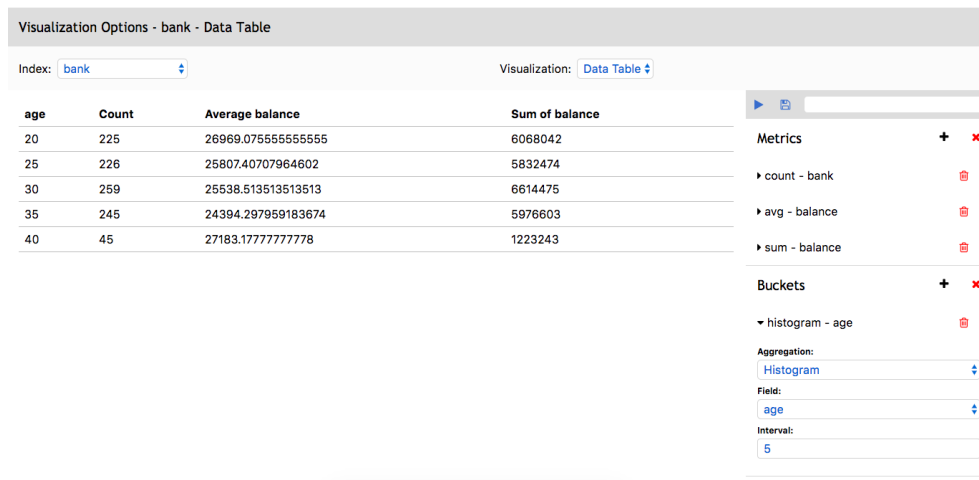 Visualization Options - bank - Data Table
Index: bank Visualization: Data Table
age Count Average balance Sum of balance
20 225 26969.075555555555 6068042
25 226 25807.40707964602 5832474
30 259 25538.513513513513 6614475
35 245 24394.297959183674 5976603
40 45 27183.17777777778 1223243
Metrics
count - bank
avg - balance
sum - balance
Buckets
histogram - age
Aggregation:
Histogram
Field:
age
Interval:
5